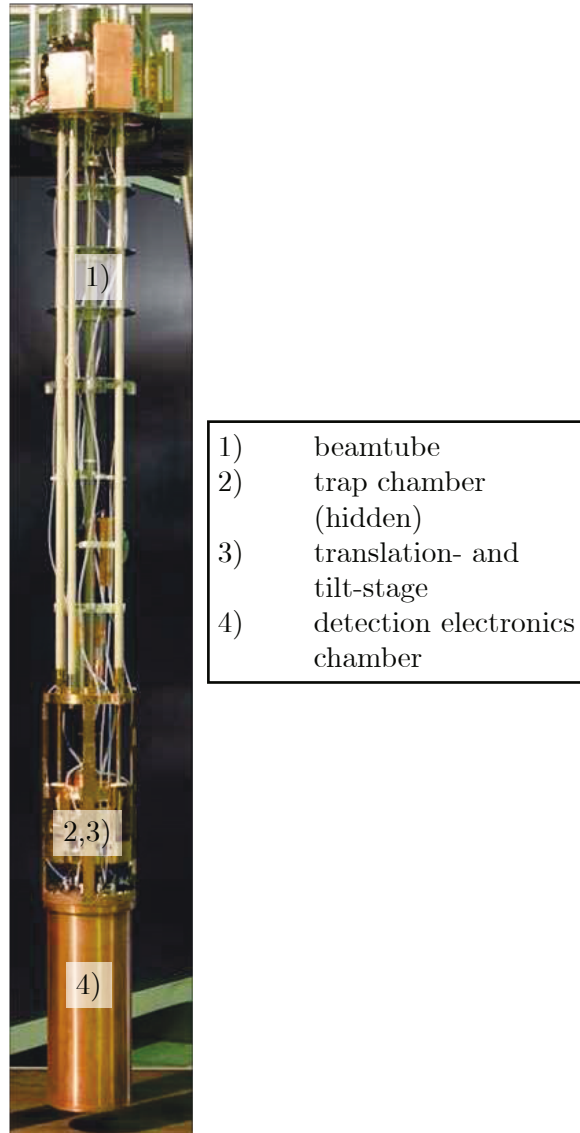 1)
2,3)
4)
1) beamtube
2) trap chamber
(hidden)
3) translation- and
tilt-stage
4) detection electronics
chamber